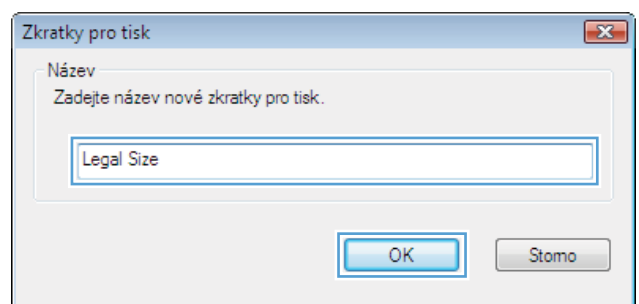 Zkratky pro tisk
Název
Zadejte název nové zkratky pro tisk.
Legal Size
OK
Storno